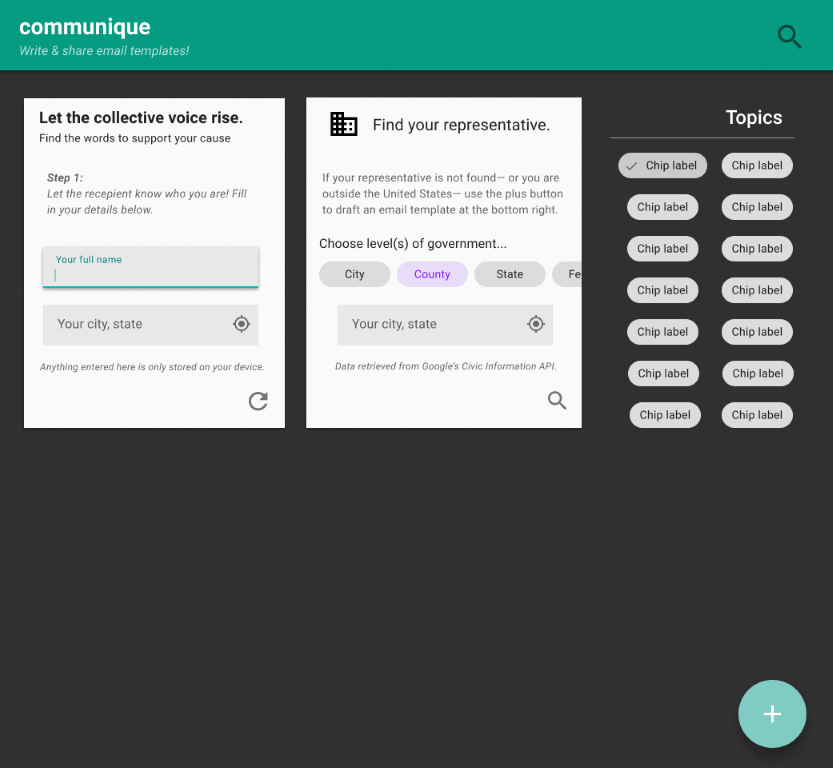 communique
Write & share email templates!
Let the collective voice rise.
Find the words to support your cause
Step 1:
Let the recepient know who you are! Fill
in your details below.
Your full name
Your city, state
Anything entered here is only stored on your device.
Find your representative.
If your representative is not found— or you are
outside the United States— use the plus button
to draft an email template at the bottom right.
Choose level(s) of government...
City County State Fe
Your city, state
Data retrieved from Google's Civic Information API.
Topics
Chip label Chip label
Chip label Chip label
Chip label Chip label
Chip label Chip label
Chip label Chip label
Chip label Chip label
Chip label Chip label